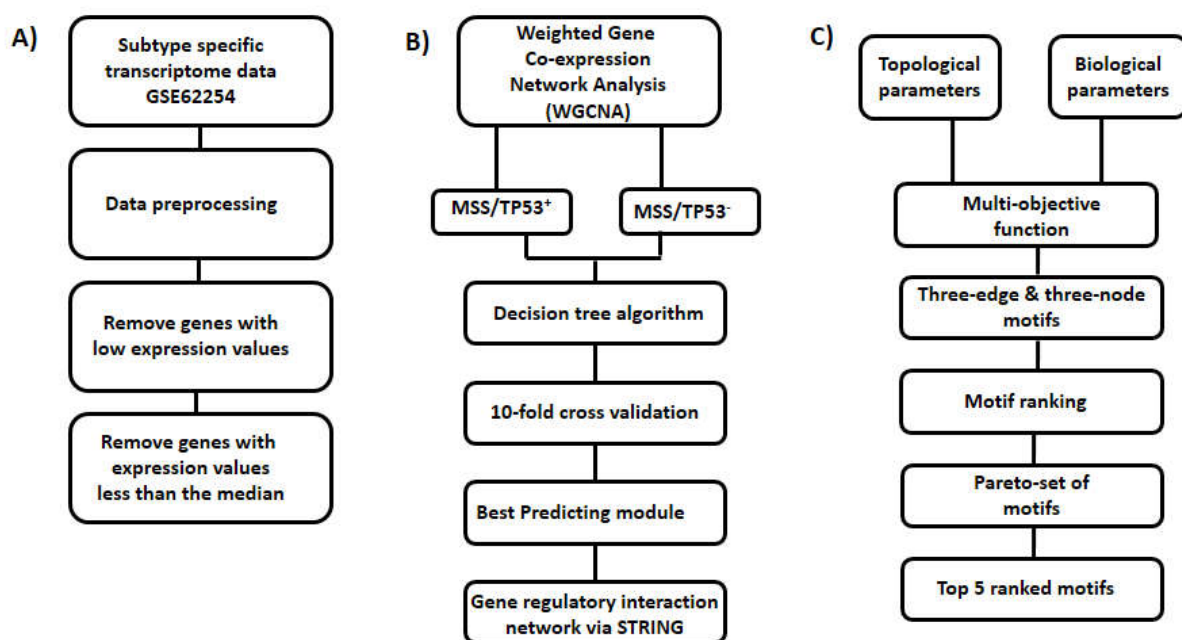 A)
Subtype specific
transcriptome data
GSE62254
Data preprocessing
Remove genes with
low expression values
Remove genes with
expression values
less than the median
B)
Weighted Gene
Co-expression
Network Analysis
(WGCNA)
MSS/TP53⁺
MSS/TP53⁻
Decision tree algorithm
10-fold cross validation
Best Predicting module
Gene regulatory interaction
network via STRING
C)
Topological
parameters
Biological
parameters
Multi-objective
function
Three-edge & three-node
motifs
Motif ranking
Pareto-set of
motifs
Top 5 ranked motifs